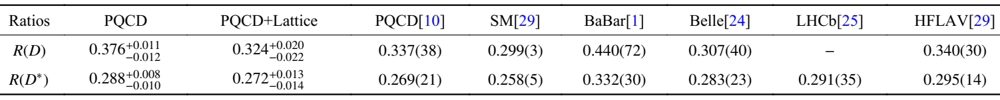 Ratios PQCD PQCD+Lattice PQCD[10] SM[29] BaBar[1] Belle[24] LHCb[25] HFLAV[29]
R(D) 0.376+0.011−0.012 0.324+0.020−0.022 0.337(38) 0.299(3) 0.440(72) 0.307(40) − 0.340(30)
R(D*) 0.288+0.008−0.010 0.272+0.013−0.014 0.269(21) 0.258(5) 0.332(30) 0.283(23) 0.291(35) 0.295(14)